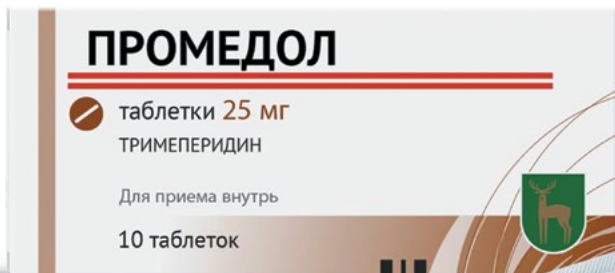 ПРОМЕДОЛ
таблетки 25 мг
ТРИМЕПЕРИДИН
Для приема внутрь
10 таблеток